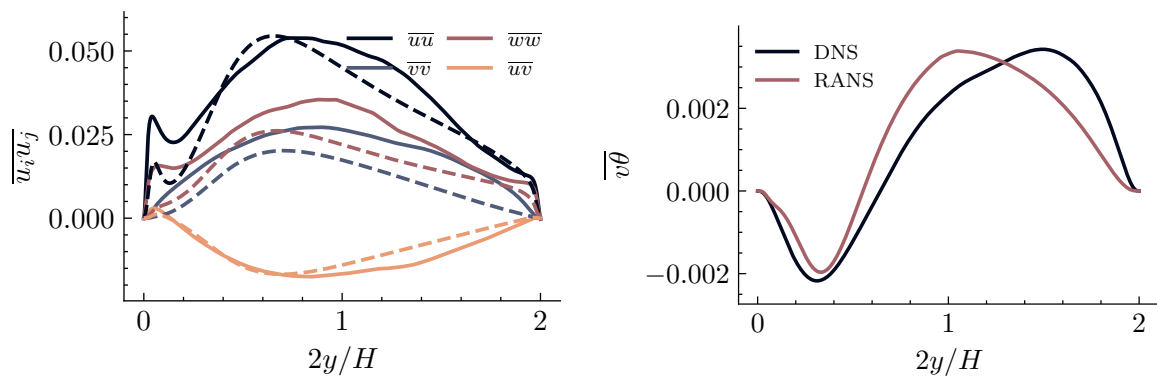 0.050
0.025
0.000
$\overline{u_i u_j}$
$\overline{uu}$ $\overline{ww}$
$\overline{vv}$ $\overline{uv}$
0 1 2
2y/H
0.002
0.000
−0.002
$\overline{v\theta}$
DNS
RANS
0 1 2
2y/H